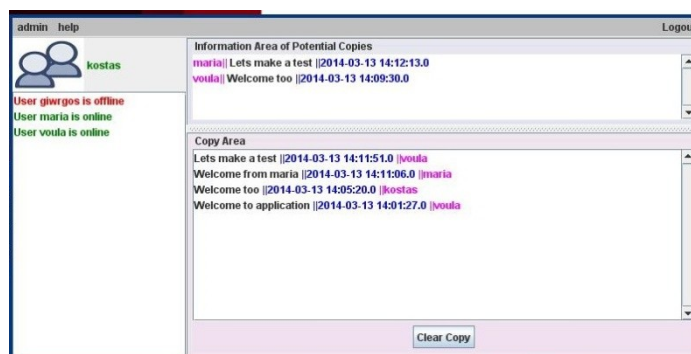 admin help Logou
kostas
User giwrgos is offline
User maria is online
User voula is online
Information Area of Potential Copies
maria|| Lets make a test ||2014-03-13 14:12:13.0
voula|| Welcome too ||2014-03-13 14:09:30.0
Copy Area
Lets make a test ||2014-03-13 14:11:51.0 ||voula
Welcome from maria ||2014-03-13 14:11:06.0 ||maria
Welcome too ||2014-03-13 14:05:20.0 ||kostas
Welcome to application ||2014-03-13 14:01:27.0 ||voula
Clear Copy